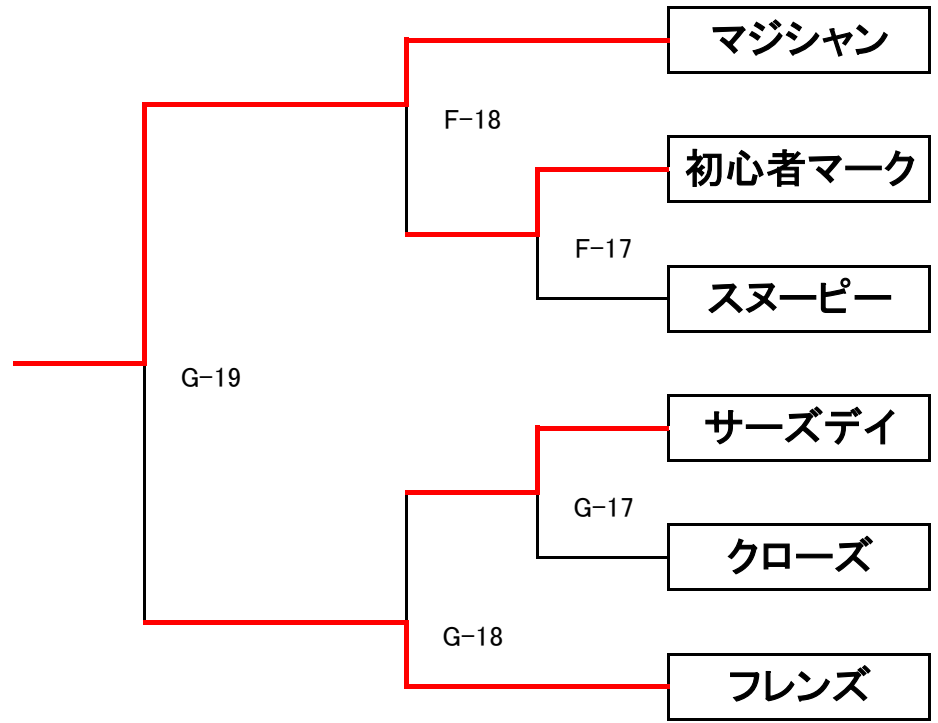 マジシャン
F-18
初心者マーク
F-17
スヌーピー
G-19
サーズデイ
G-17
クローズ
G-18
フレンズ